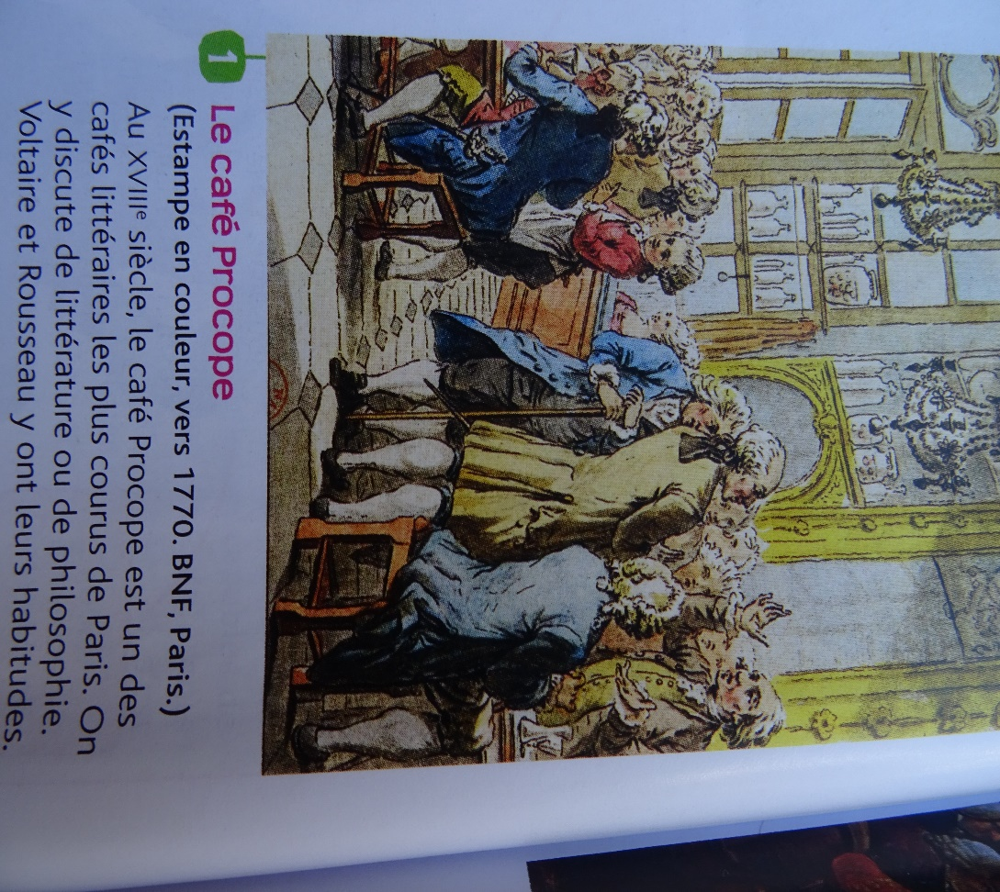 1 Le café Procope
(Estampe en couleur, vers 1770. BNF, Paris.)
Au XVIIIe siècle, le café Procope est un des
cafés littéraires les plus courus de Paris. On
y discute de littérature ou de philosophie.
Voltaire et Rousseau y ont leurs habitudes.